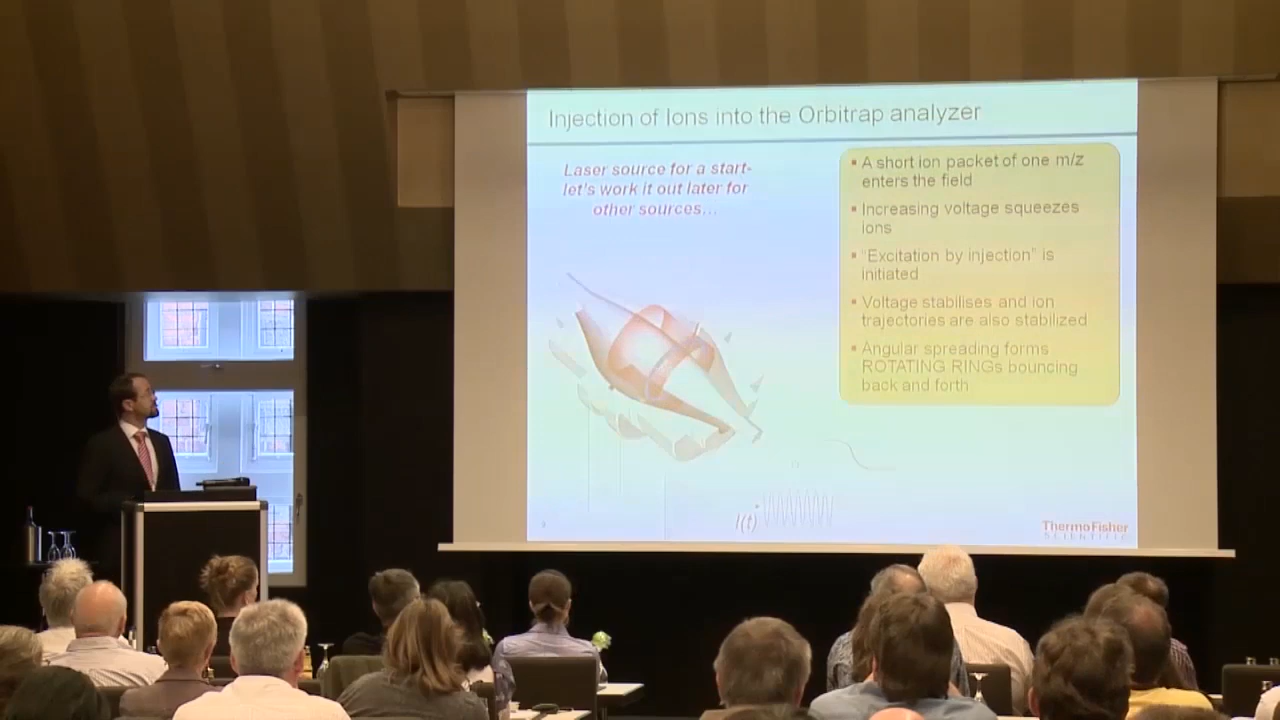 Injection of Ions into the Orbitrap analyzer
Laser source for a start-
let's work it out later for
other sources...
▪ A short ion packet of one m/z
enters the field
▪ Increasing voltage squeezes
ions
▪ "Excitation by injection" is
initiated
▪ Voltage stabilises and ion
trajectories are also stabilized
▪ Angular spreading forms
ROTATING RINGs bouncing
back and forth
I(t)
ThermoFisher
SCIENTIFIC